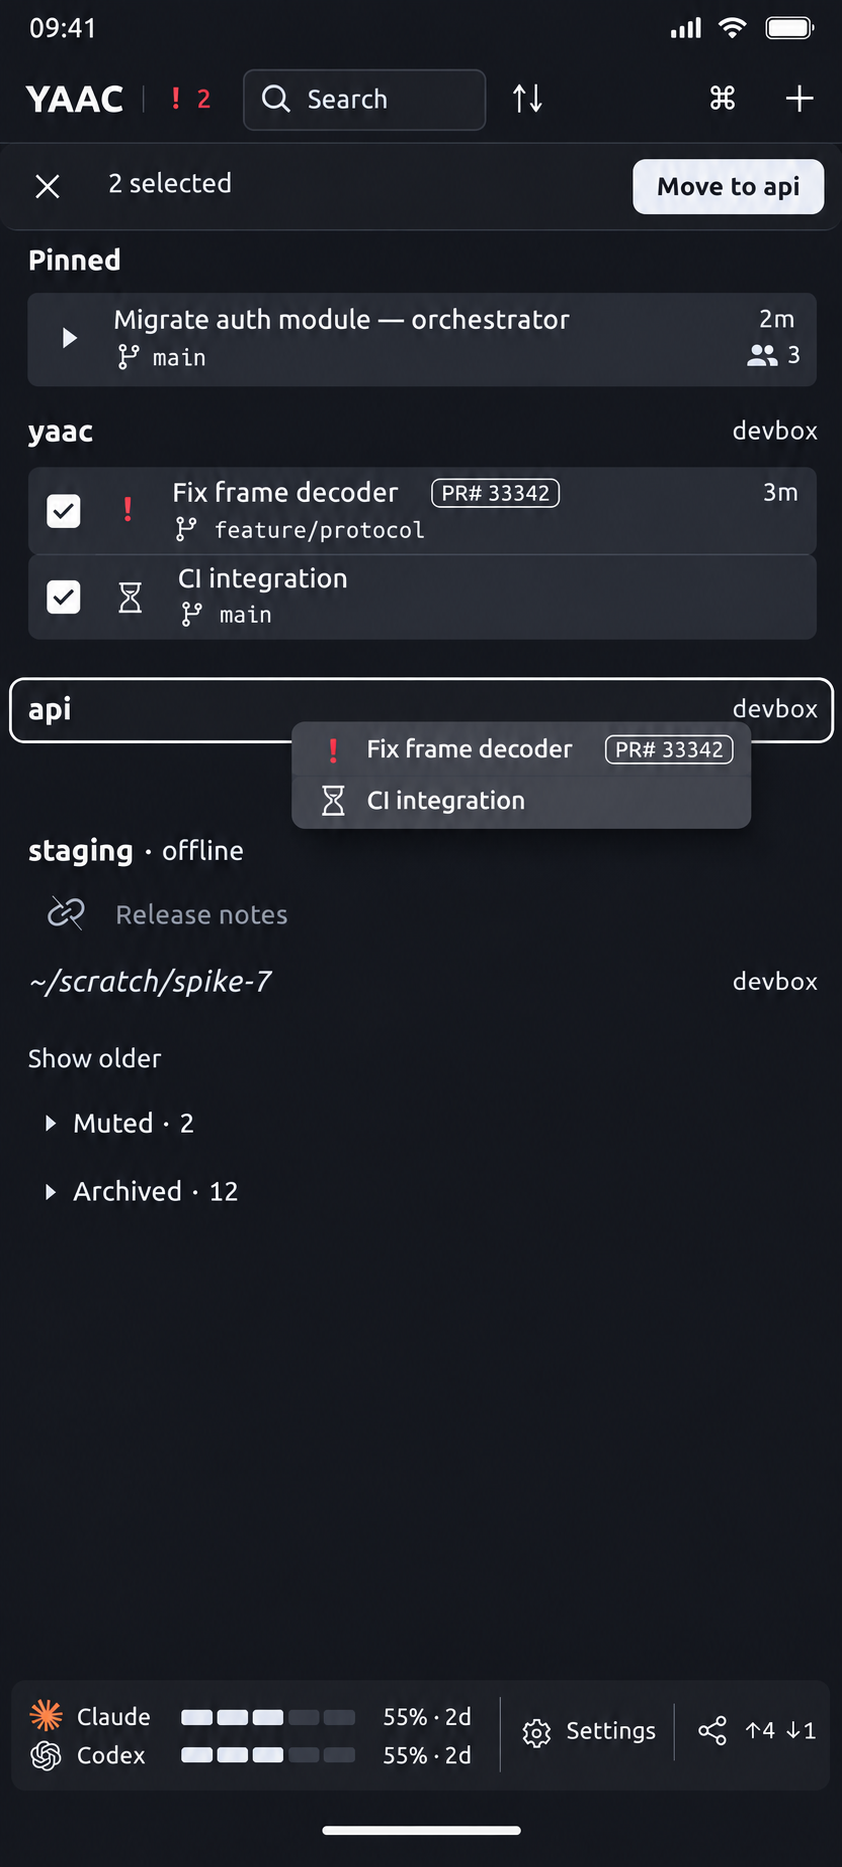 09:41
YAAC ! 2 Search ↑↓ ⌘ +
2 selected Move to api
Pinned
Migrate auth module — orchestrator 2m
main 3
yaac devbox
! Fix frame decoder PR# 33342 3m
feature/protocol
CI integration
main
api devbox
! Fix frame decoder PR# 33342
CI integration
staging · offline
Release notes
~/scratch/spike-7 devbox
Show older
Muted · 2
Archived · 12
Claude 55% · 2d
Codex 55% · 2d
Settings ↑4 ↓1